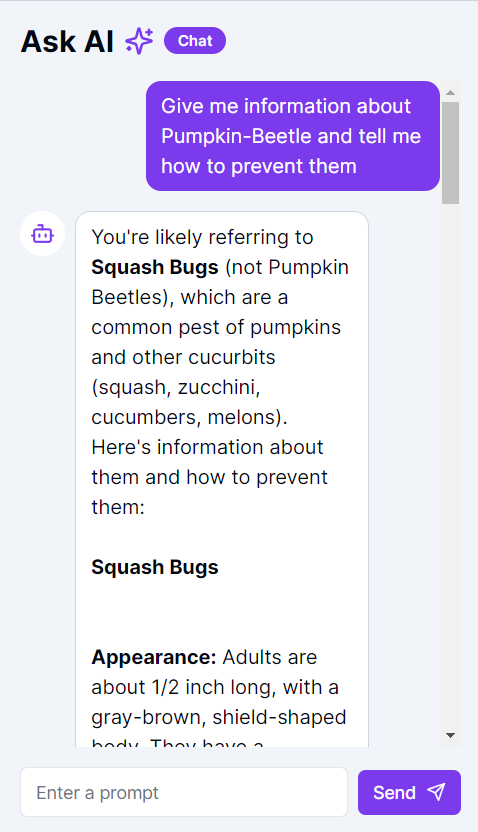 Ask AI Chat
Give me information about
Pumpkin-Beetle and tell me
how to prevent them
You're likely referring to
Squash Bugs (not Pumpkin
Beetles), which are a
common pest of pumpkins
and other cucurbits
(squash, zucchini,
cucumbers, melons).
Here's information about
them and how to prevent
them:
Squash Bugs
Appearance: Adults are
about 1/2 inch long, with a
gray-brown, shield-shaped
body. They have a
Enter a prompt
Send